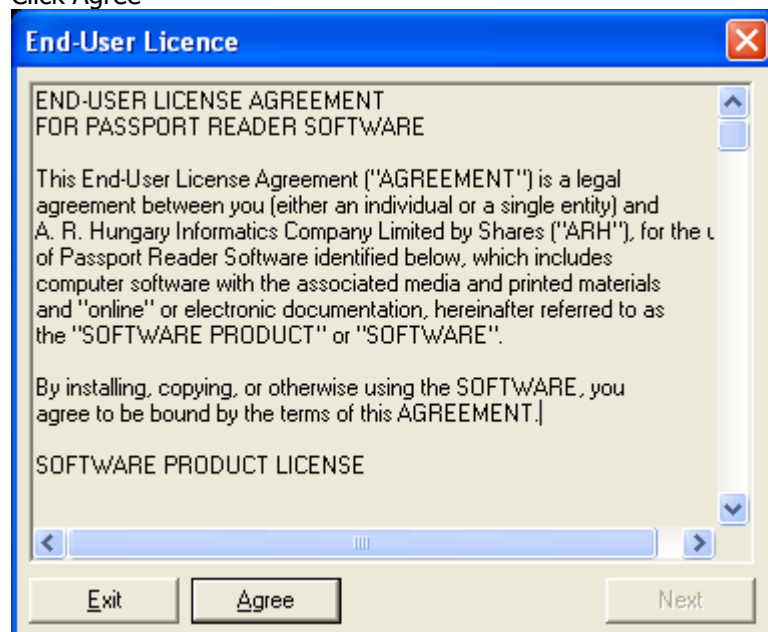 Click Agree
End-User Licence
END-USER LICENSE AGREEMENT
FOR PASSPORT READER SOFTWARE
This End-User License Agreement ("AGREEMENT") is a legal
agreement between you (either an individual or a single entity) and
A. R. Hungary Informatics Company Limited by Shares ("ARH"), for the
of Passport Reader Software identified below, which includes
computer software with the associated media and printed materials
and "online" or electronic documentation, hereinafter referred to as
the "SOFTWARE PRODUCT" or "SOFTWARE".
By installing, copying, or otherwise using the SOFTWARE, you
agree to be bound by the terms of this AGREEMENT.
SOFTWARE PRODUCT LICENSE
Exit Agree Next